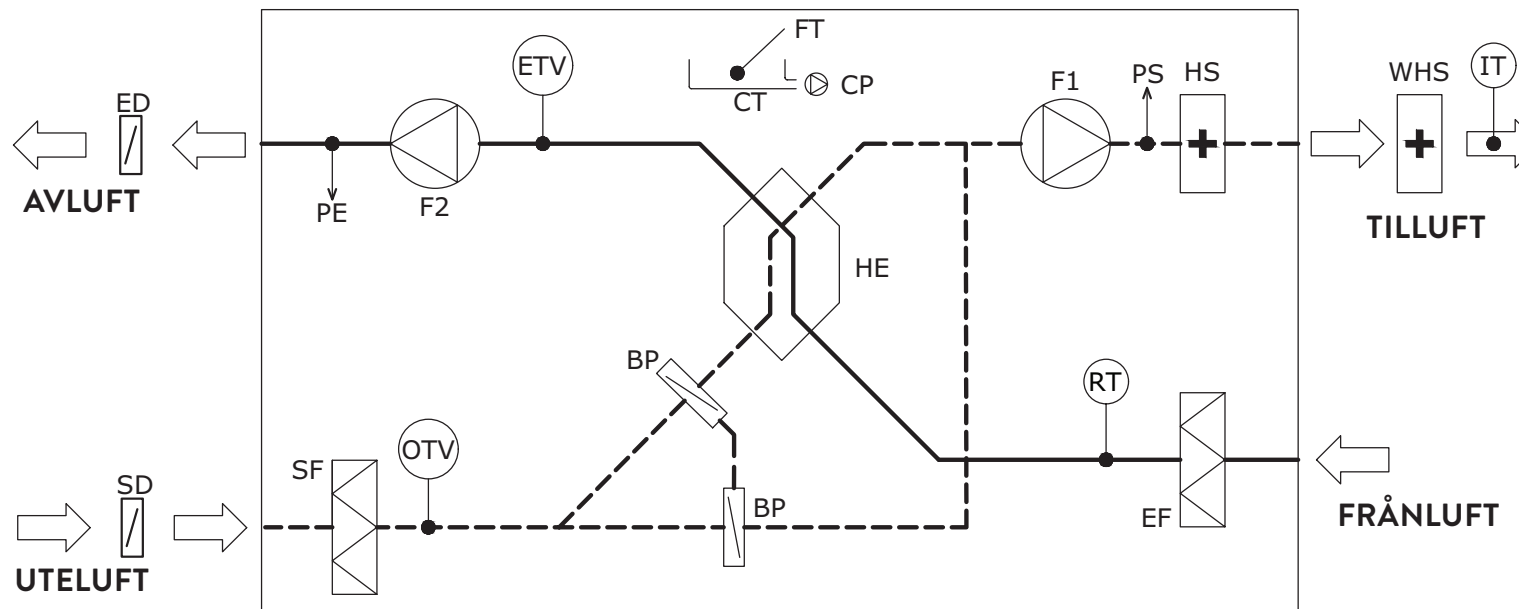 FT
ETV
CP
CT
F1
PS
HS
WHS
IT
ED
AVLUFT
PE
F2
TILLUFT
HE
BP
RT
OTV
SF
SD
BP
EF
FRÅNLUFT
UTELUFT